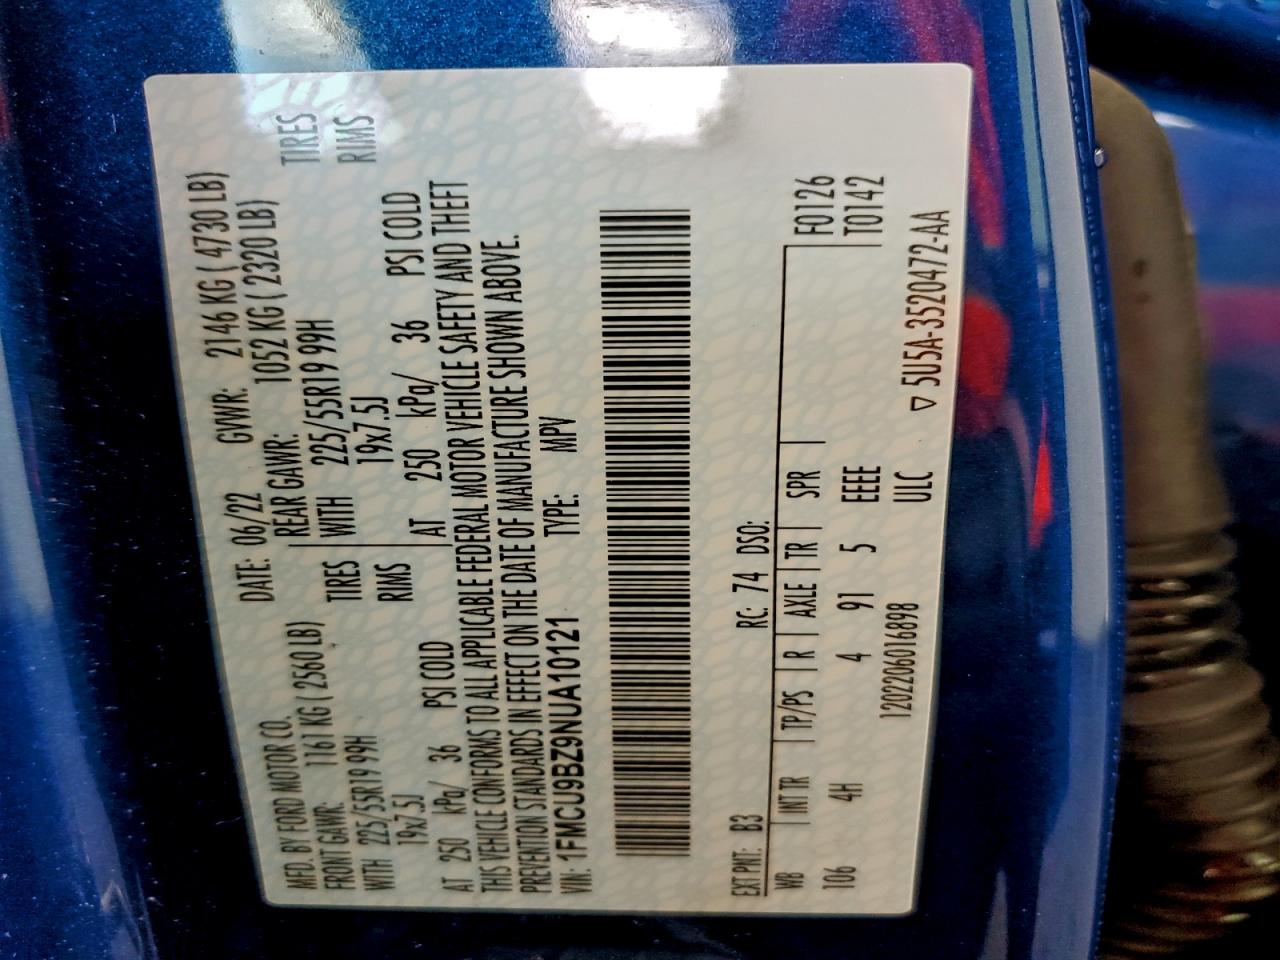 MFD. BY FORD MOTOR CO.
DATE: 06/22 GVWR: 2146 KG ( 4730 LB)
FRONT GAWR: 1161 KG ( 2560 LB) REAR GAWR: 1052 KG ( 2320 LB)
WITH 225/55R19 99H TIRES WITH 225/55R19 99H TIRES
19x7.5J RIMS 19x7.5J RIMS
AT 250 kPa/ 36 PSI COLD AT 250 kPa/ 36 PSI COLD
THIS VEHICLE CONFORMS TO ALL APPLICABLE FEDERAL MOTOR VEHICLE SAFETY AND THEFT
PREVENTION STANDARDS IN EFFECT ON THE DATE OF MANUFACTURE SHOWN ABOVE.
VIN: 1FMCU9BZ9NUA10121 TYPE: MPV
EXT PNT: B3 RC: 74 DSO:
WB | INT TR | TP/PS | R | AXLE | TR | SPR | F0126
106 4H 4 91 5 EEEE T0142
1202206016898 ULC
▽ 5U5A-3520472-AA